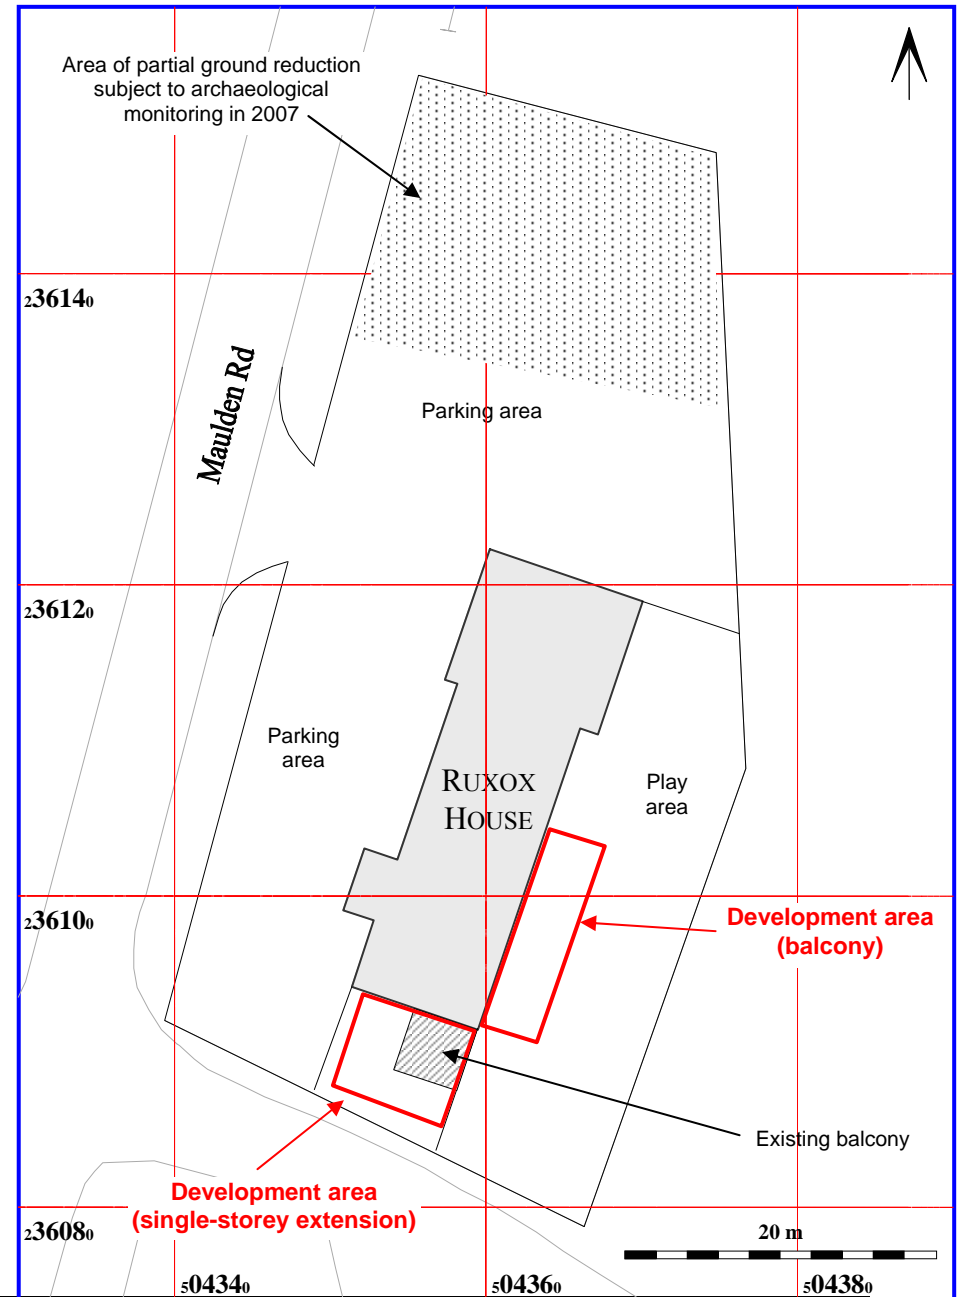 Area of partial ground reduction
subject to archaeological
monitoring in 2007
236140
Maulden Rd
Parking area
236120
Parking
area
RUXOX
HOUSE
Play
area
236100
Development area
(balcony)
Existing balcony
Development area
(single-storey extension)
236080
20 m
504340
504360
504380